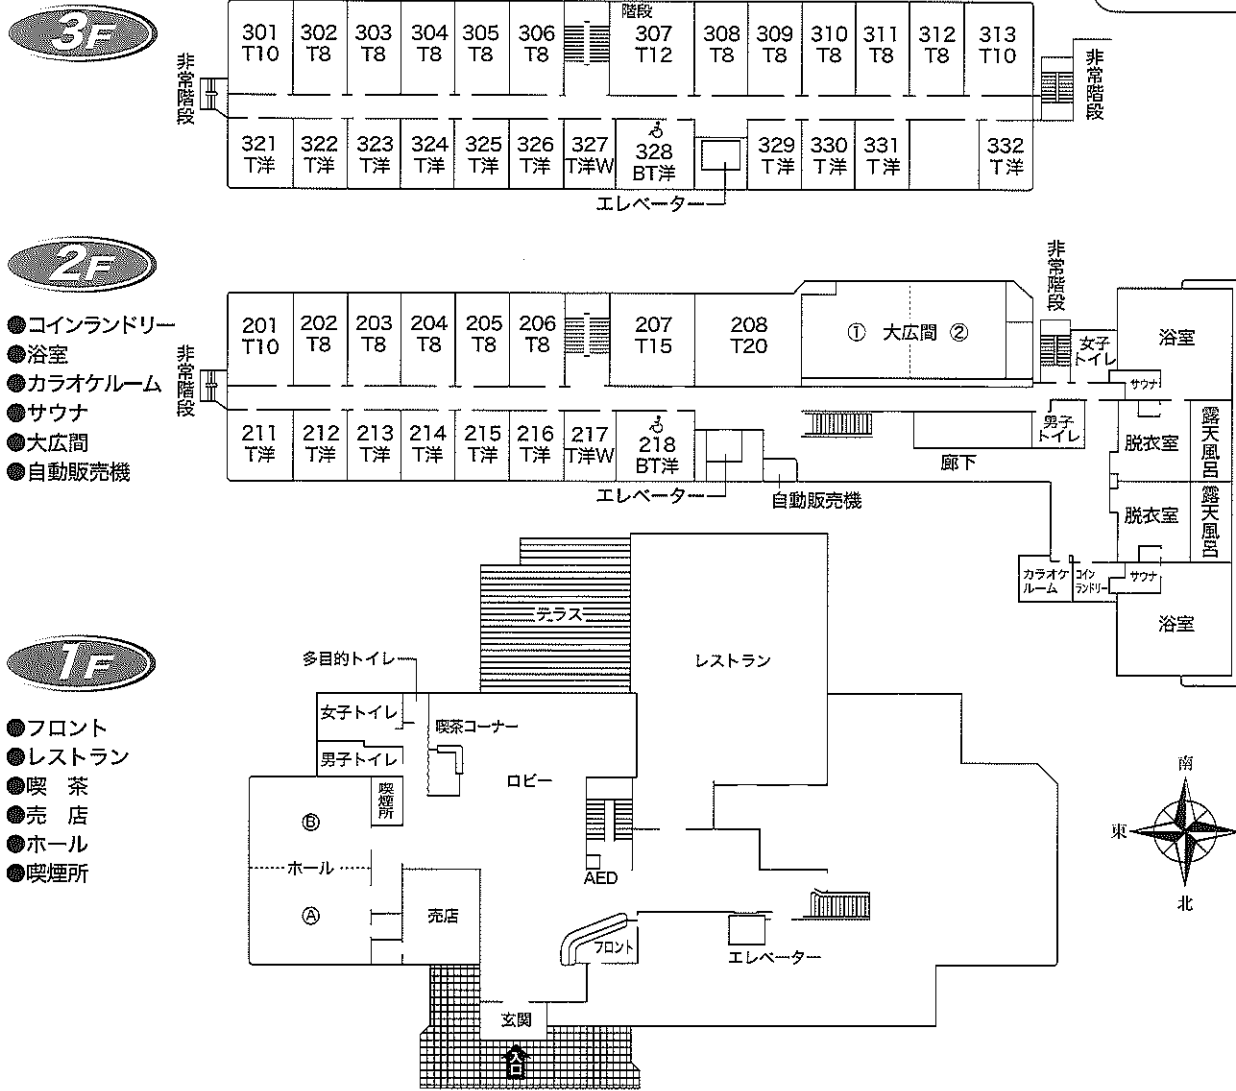 3F
階段
301 302 303 304 305 306 307 308 309 310 311 312 313
T10 T8 T8 T8 T8 T8 T12 T8 T8 T8 T8 T8 T10
非常階段
非常階段
321 322 323 324 325 326 327 328 329 330 331 332
T洋 T洋 T洋 T洋 T洋 T洋 T洋W BT洋 T洋 T洋 T洋 T洋
エレベーター
2F
●コインランドリー
●浴室
●カラオケルーム
●サウナ
●大広間
●自動販売機
非常階段
非常階段
201 202 203 204 205 206 207 208
T10 T8 T8 T8 T8 T8 T15 T20
① 大広間 ②
女子
トイレ
浴室
サウナ
211 212 213 214 215 216 217 218
T洋 T洋 T洋 T洋 T洋 T洋 T洋W BT洋
男子
トイレ
脱衣室
露天風呂
廊下
エレベーター
自動販売機
脱衣室
露天風呂
カラオケ
ルーム
コイン
ランドリー
サウナ
浴室
1F
●フロント
●レストラン
●喫 茶
●売 店
●ホール
●喫煙所
テラス
レストラン
多目的トイレ
女子トイレ
喫茶コーナー
男子トイレ
ロビー
喫煙所
Ⓑ
ホール
AED
Ⓐ
売店
フロント
エレベーター
玄関
入口
南
東
北